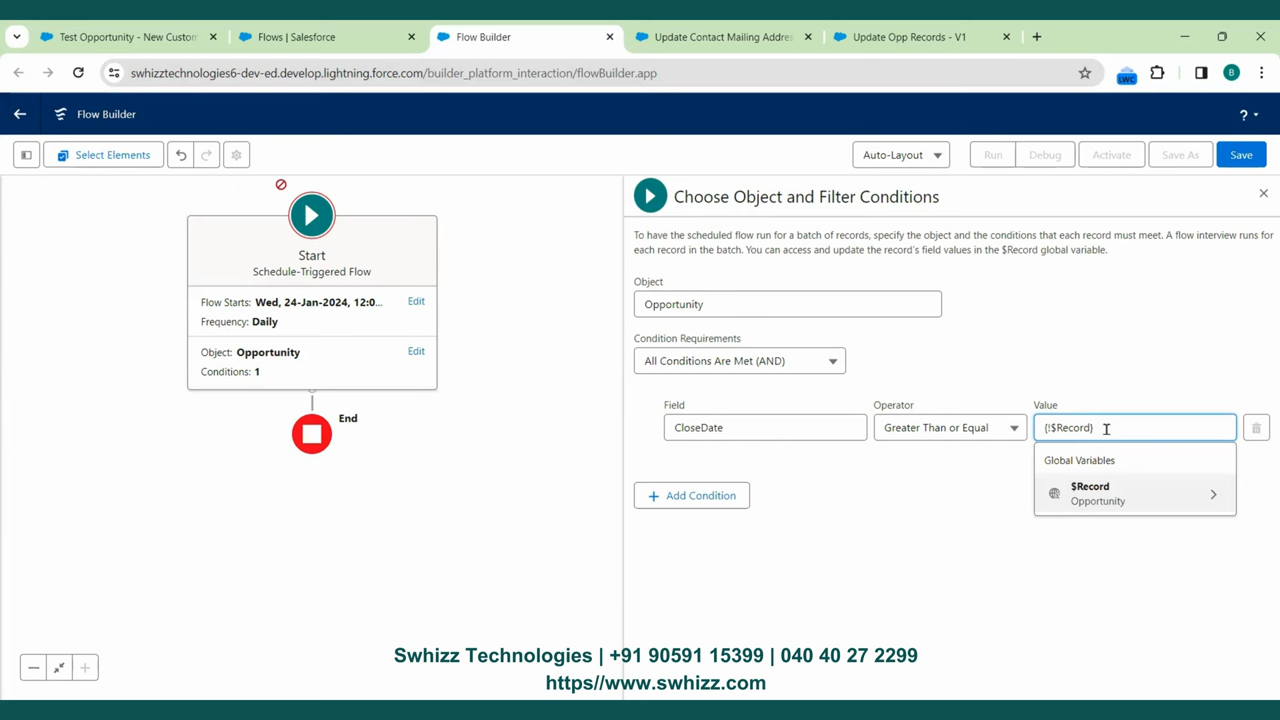 Test Opportunity - New Custom
Flows | Salesforce
Flow Builder
Update Contact Mailing Addres
Update Opp Records - V1
swhizztechnologies6-dev-ed.develop.lightning.force.com/builder_platform_interaction/flowBuilder.app
LWC
B
Flow Builder
?
Select Elements
Auto-Layout
Run
Debug
Activate
Save As
Save
Start
Schedule-Triggered Flow
Flow Starts: Wed, 24-Jan-2024, 12:0...
Edit
Frequency: Daily
Object: Opportunity
Edit
Conditions: 1
End
Choose Object and Filter Conditions
To have the scheduled flow run for a batch of records, specify the object and the conditions that each record must meet. A flow interview runs for
each record in the batch. You can access and update the record's field values in the $Record global variable.
Object
Opportunity
Condition Requirements
All Conditions Are Met (AND)
Field
Operator
Value
CloseDate
Greater Than or Equal
{!$Record}
Global Variables
$Record
Opportunity
Add Condition
Swhizz Technologies | +91 90591 15399 | 040 40 27 2299
https//www.swhizz.com